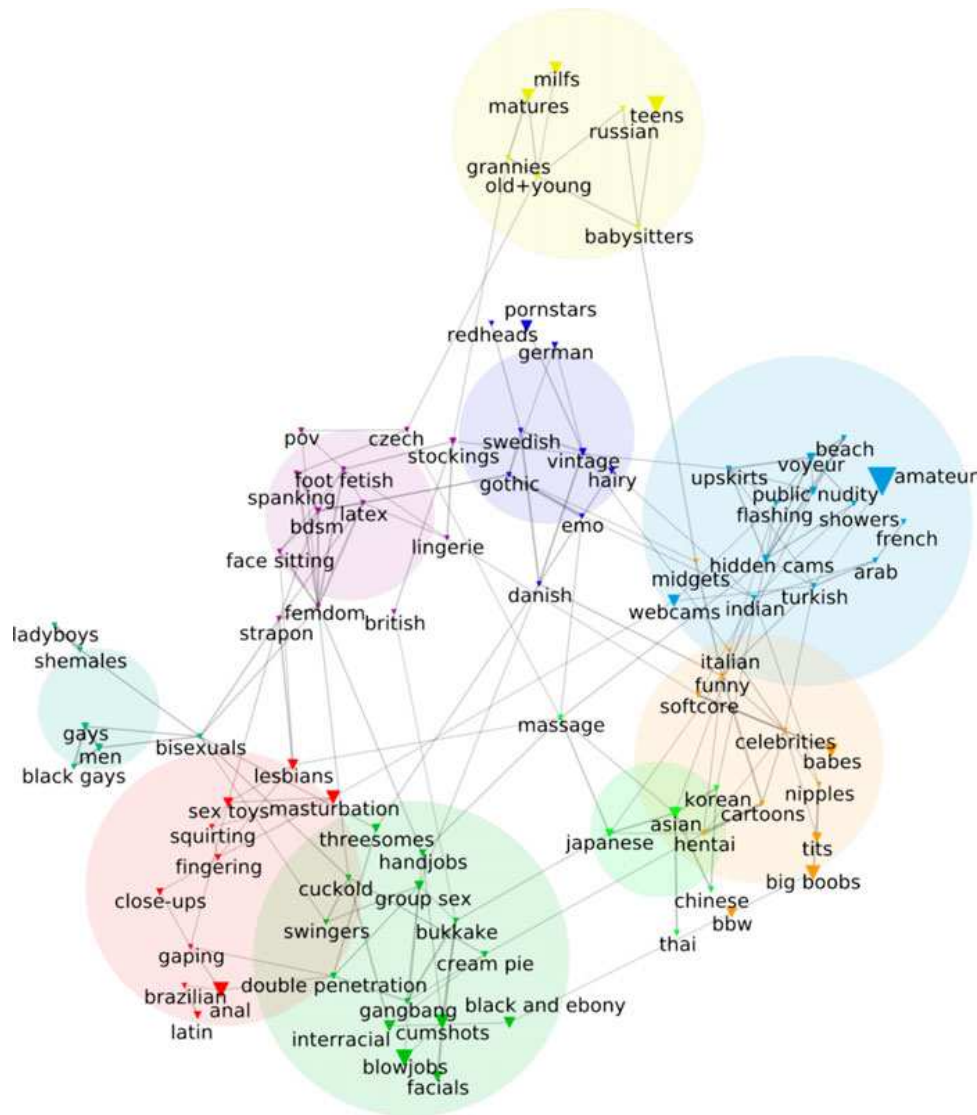 milfs
matures
teens
russian
grannies
old+young
babysitters
pornstars
redheads
german
pov
czech
swedish
stockings
vintage
beach
voyeur
foot fetish
gothic
hairy
upskirts
amateur
spanking
public nudity
latex
flashing
showers
bdsm
emo
french
face sitting
lingerie
hidden cams
arab
midgets
turkish
femdom
danish
webcams
indian
strapon
british
ladyboys
shemales
italian
funny
softcore
massage
gays
bisexuals
celebrities
men
babes
black gays
lesbians
sex toys
masturbation
korean
nipples
cartoons
squirting
threesomes
asian
japanese
hentai
tits
fingering
handjobs
cuckold
big boobs
close-ups
group sex
chinese
swingers
bukkake
bbw
thai
gaping
cream pie
double penetration
brazilian
anal
black and ebony
gangbang
latin
interracial
cumshots
blowjobs
facials